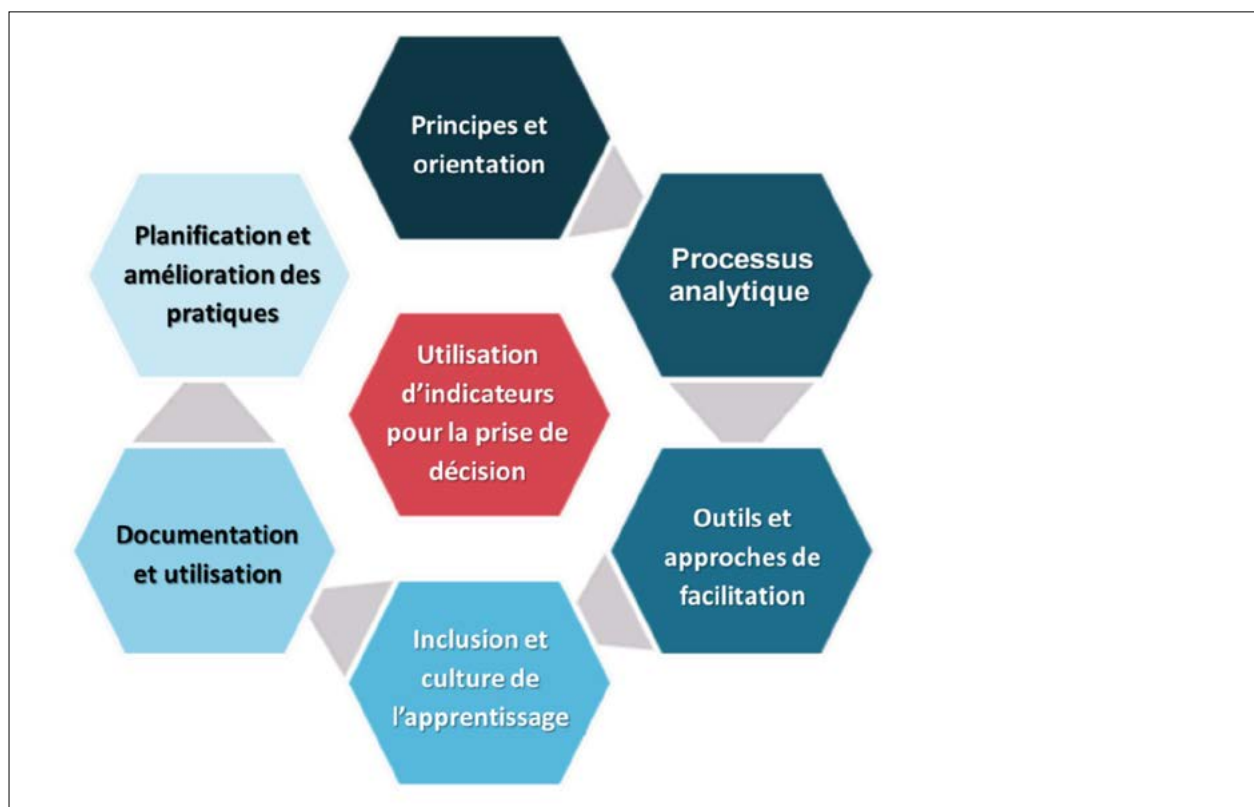 Principes et
orientation
Processus
analytique
Outils et
approches de
facilitation
Inclusion et
culture de
l'apprentissage
Documentation
et utilisation
Planification et
amélioration des
pratiques
Utilisation
d'indicateurs
pour la prise de
décision